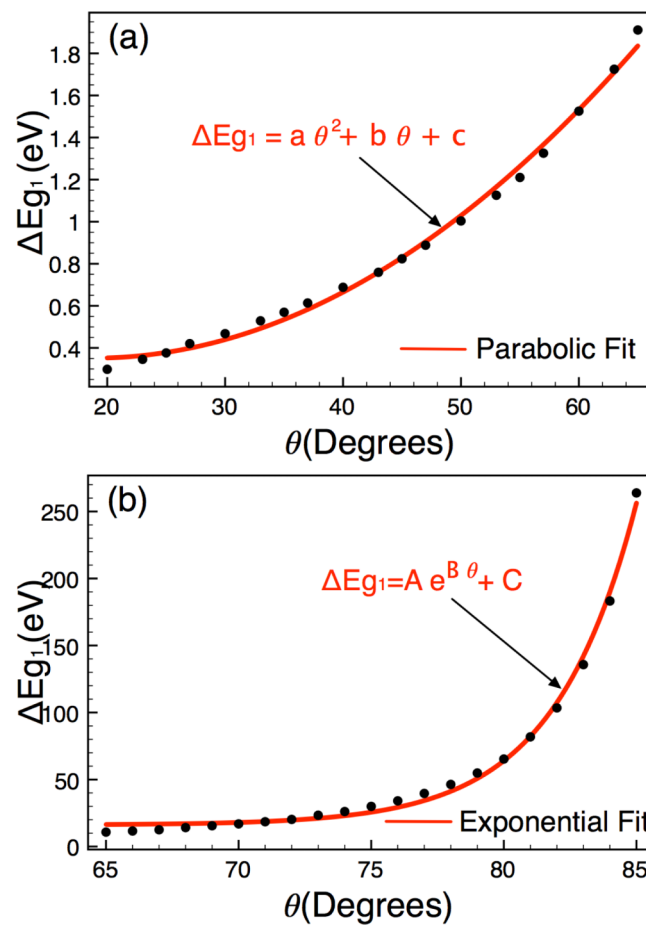 (a)
1.8
1.6
1.4
1.2
1
0.8
0.6
0.4
ΔEg₁(eV)
ΔEg₁ = a θ²+ b θ + c
Parabolic Fit
20 30 40 50 60
θ(Degrees)
(b)
250
200
150
100
50
0
ΔEg₁(eV)
ΔEg₁=A e^{B θ}+ C
Exponential Fit
65 70 75 80 85
θ(Degrees)